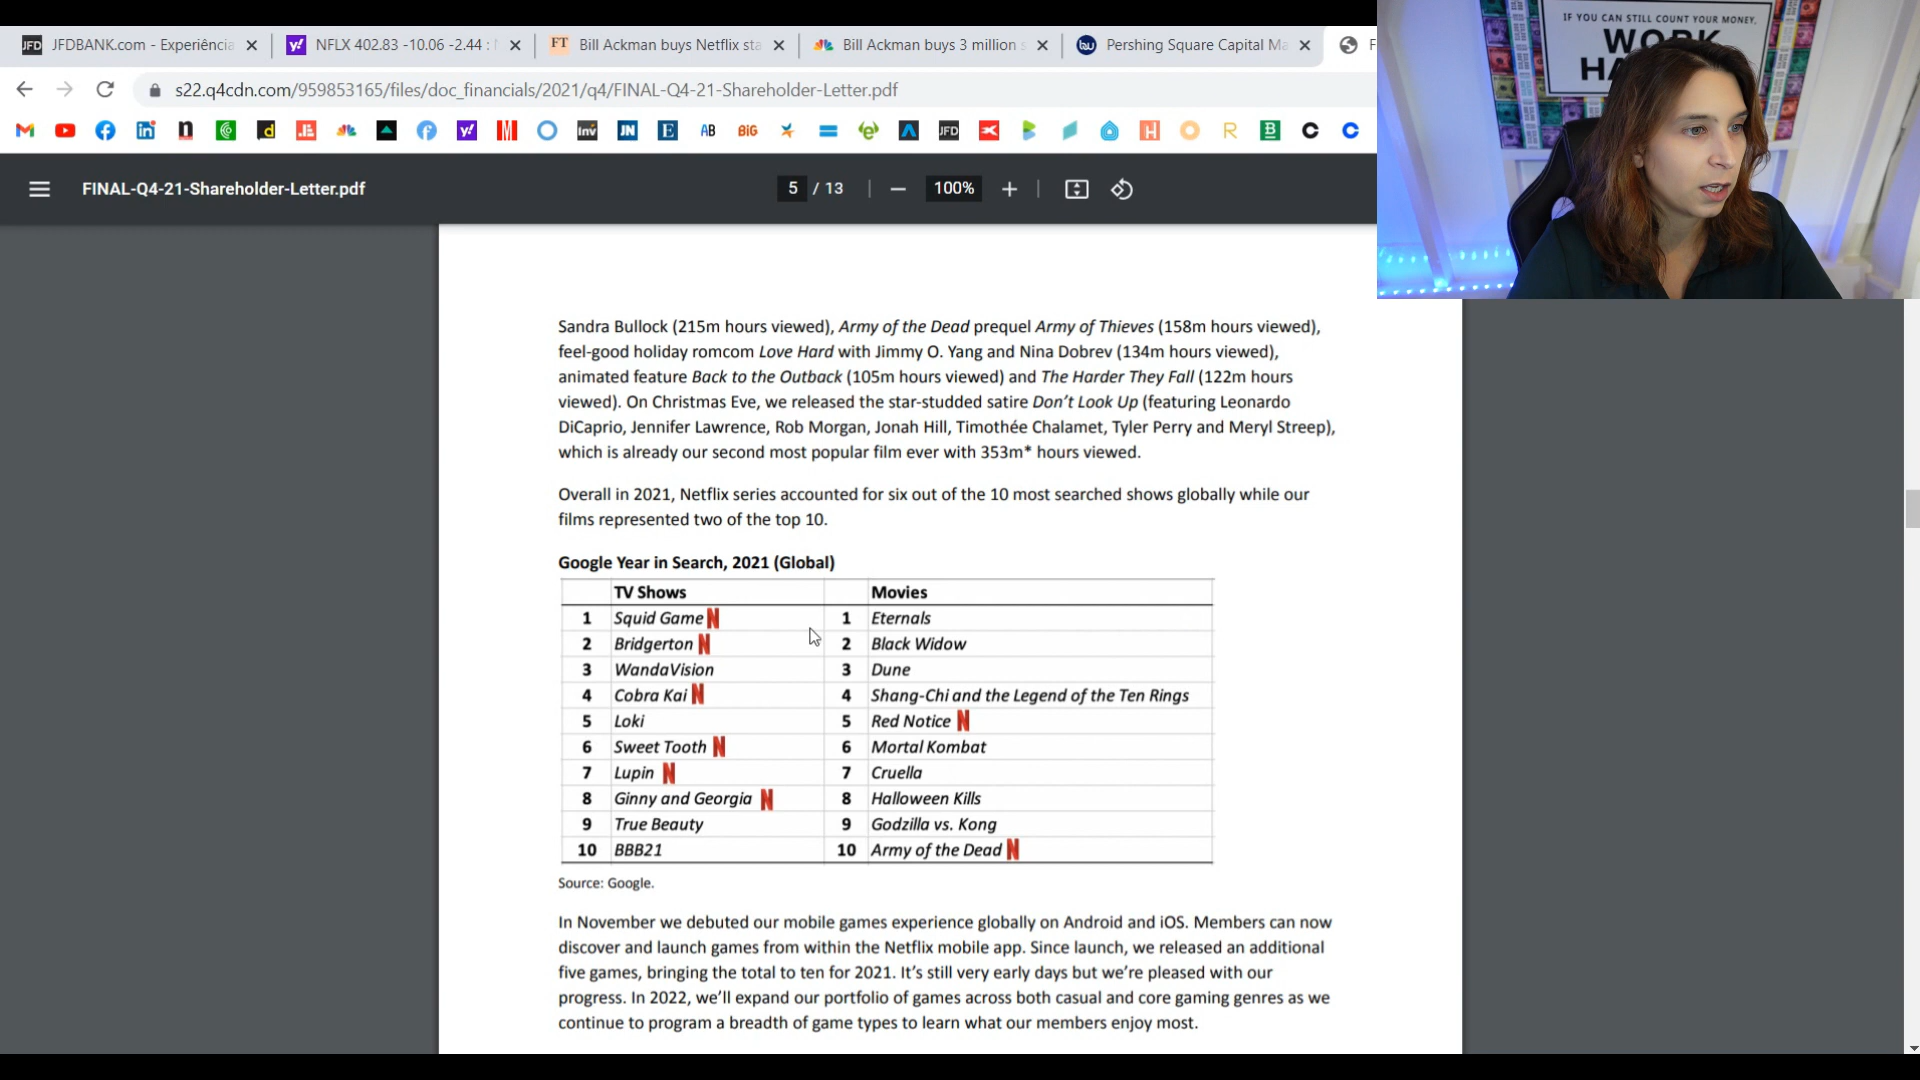 JFDBANK.com - Experiência
NFLX 402.83 -10.06 -2.44 :
Bill Ackman buys Netflix sta
Bill Ackman buys 3 million s
Pershing Square Capital Ma
s22.q4cdn.com/959853165/files/doc_financials/2021/q4/FINAL-Q4-21-Shareholder-Letter.pdf
FINAL-Q4-21-Shareholder-Letter.pdf
5 / 13
100%
IF YOU CAN STILL COUNT YOUR MONEY,
WORK
Sandra Bullock (215m hours viewed), Army of the Dead prequel Army of Thieves (158m hours viewed),
feel-good holiday romcom Love Hard with Jimmy O. Yang and Nina Dobrev (134m hours viewed),
animated feature Back to the Outback (105m hours viewed) and The Harder They Fall (122m hours
viewed). On Christmas Eve, we released the star-studded satire Don't Look Up (featuring Leonardo
DiCaprio, Jennifer Lawrence, Rob Morgan, Jonah Hill, Timothée Chalamet, Tyler Perry and Meryl Streep),
which is already our second most popular film ever with 353m* hours viewed.
Overall in 2021, Netflix series accounted for six out of the 10 most searched shows globally while our
films represented two of the top 10.
Google Year in Search, 2021 (Global)
TV Shows Movies
1 Squid Game N 1 Eternals
2 Bridgerton N 2 Black Widow
3 WandaVision 3 Dune
4 Cobra Kai N 4 Shang-Chi and the Legend of the Ten Rings
5 Loki 5 Red Notice N
6 Sweet Tooth N 6 Mortal Kombat
7 Lupin N 7 Cruella
8 Ginny and Georgia N 8 Halloween Kills
9 True Beauty 9 Godzilla vs. Kong
10 BBB21 10 Army of the Dead N
Source: Google.
In November we debuted our mobile games experience globally on Android and iOS. Members can now
discover and launch games from within the Netflix mobile app. Since launch, we released an additional
five games, bringing the total to ten for 2021. It's still very early days but we're pleased with our
progress. In 2022, we'll expand our portfolio of games across both casual and core gaming genres as we
continue to program a breadth of game types to learn what our members enjoy most.